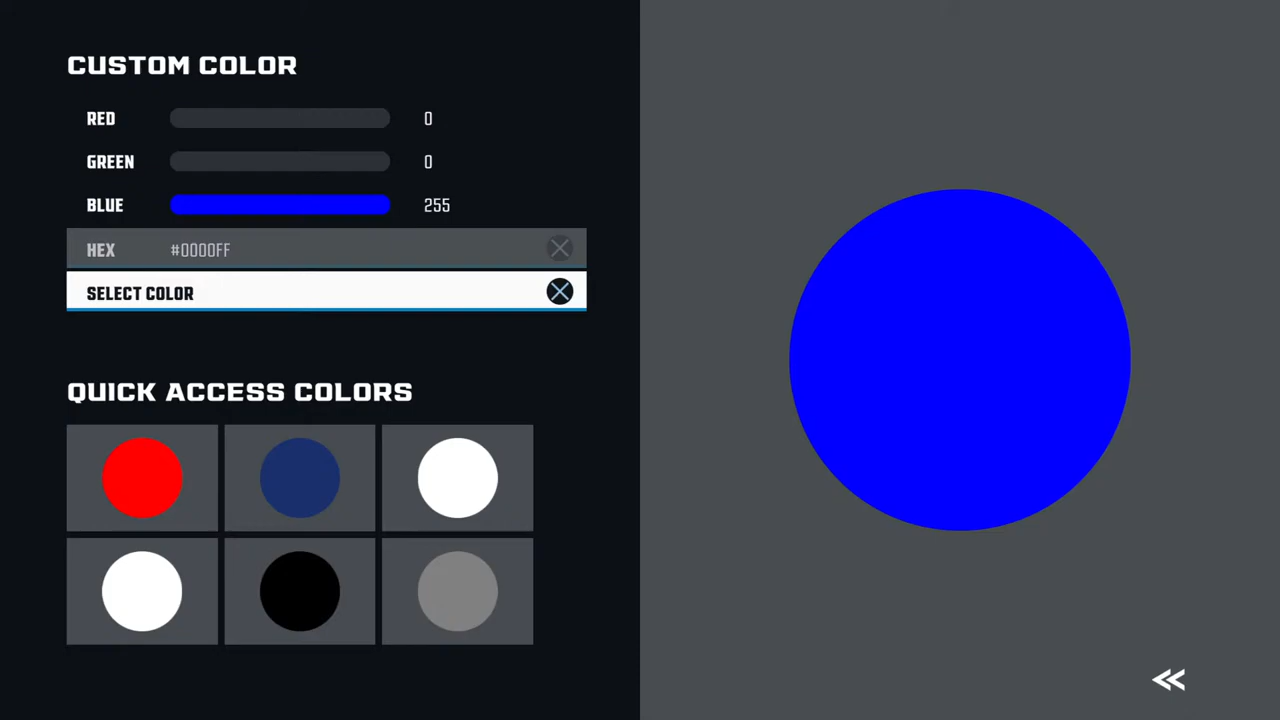 CUSTOM COLOR
RED 0
GREEN 0
BLUE 255
HEX #0000FF
SELECT COLOR
QUICK ACCESS COLORS